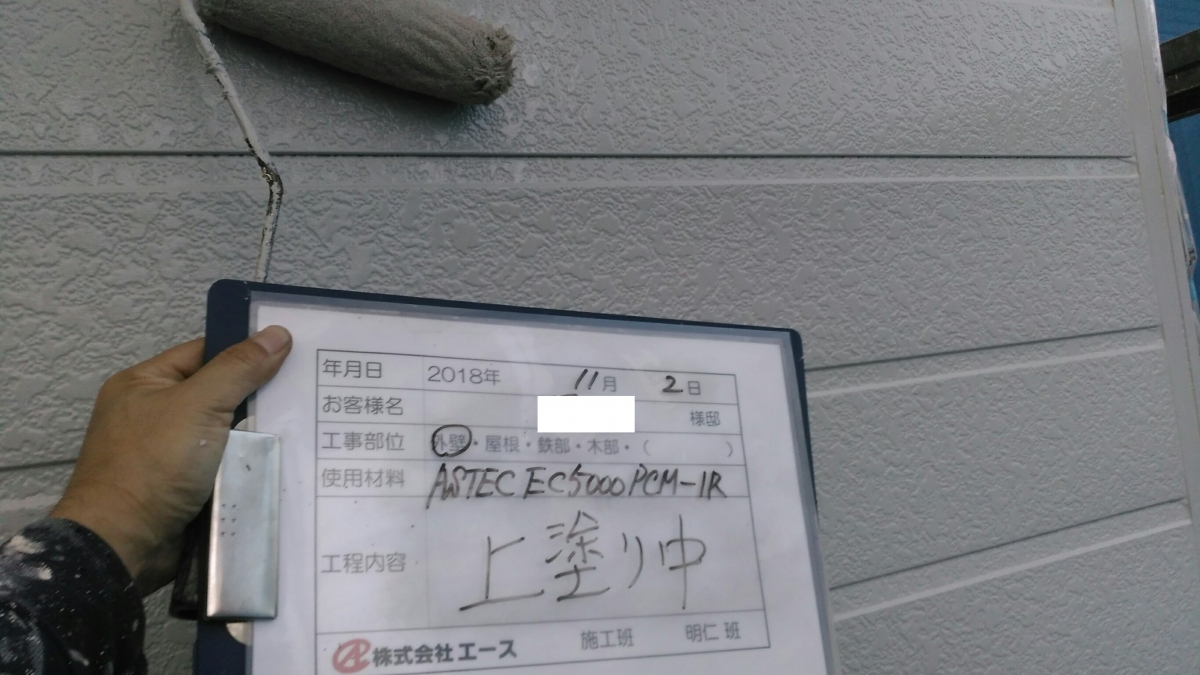 年月日 2018年 11月 2日
お客様名 様邸
工事部位 外壁・屋根・鉄部・木部・( )
使用材料 ASTEC EC5000PCM-IR
工程内容 上塗り中
株式会社エース 施工班 明仁 班